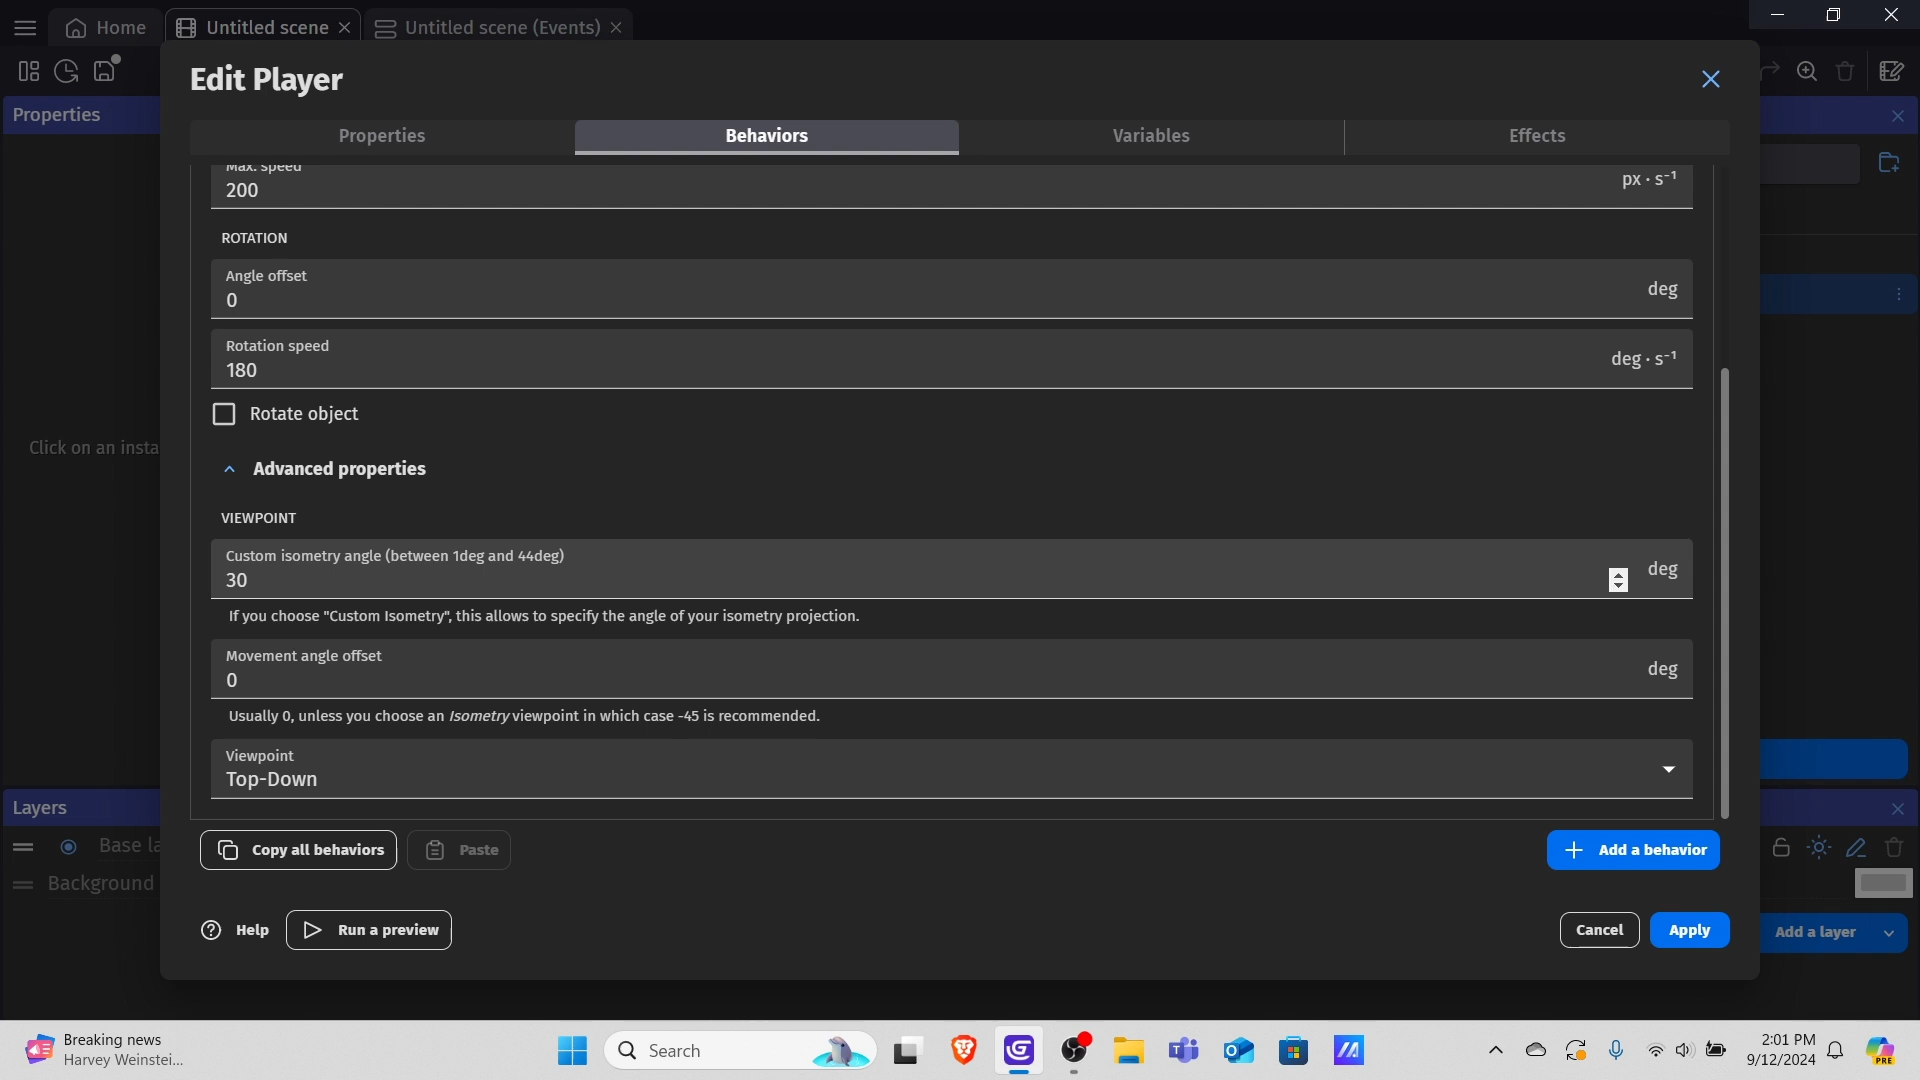 Home
Untitled scene
Untitled scene (Events)
Edit Player
Properties
Properties
Behaviors
Variables
Effects
Max. speed
200
px · s⁻¹
ROTATION
Angle offset
0
deg
Rotation speed
180
deg · s⁻¹
Rotate object
Click on an insta
Advanced properties
VIEWPOINT
Custom isometry angle (between 1deg and 44deg)
30
deg
If you choose "Custom Isometry", this allows to specify the angle of your isometry projection.
Movement angle offset
0
deg
Usually 0, unless you choose an Isometry viewpoint in which case -45 is recommended.
Viewpoint
Top-Down
Layers
Base la
Background
Copy all behaviors
Paste
Add a behavior
Help
Run a preview
Cancel
Apply
Add a layer
Breaking news
Harvey Weinstei...
Search
2:01 PM
9/12/2024
PRE